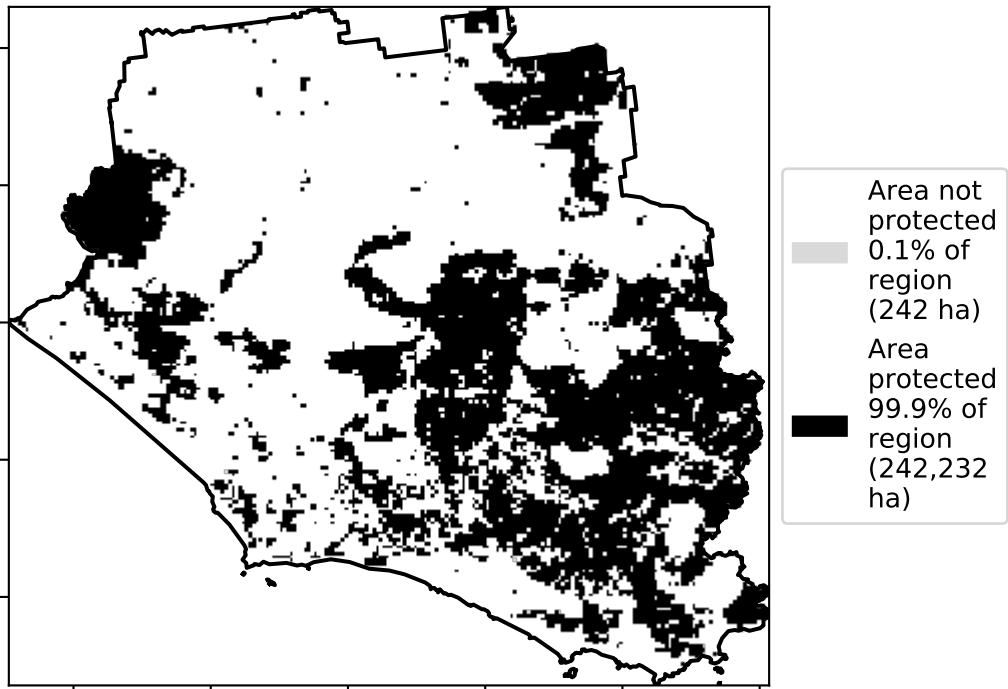 Area not
protected
0.1% of
region
(242 ha)
Area
protected
99.9% of
region
(242,232
ha)